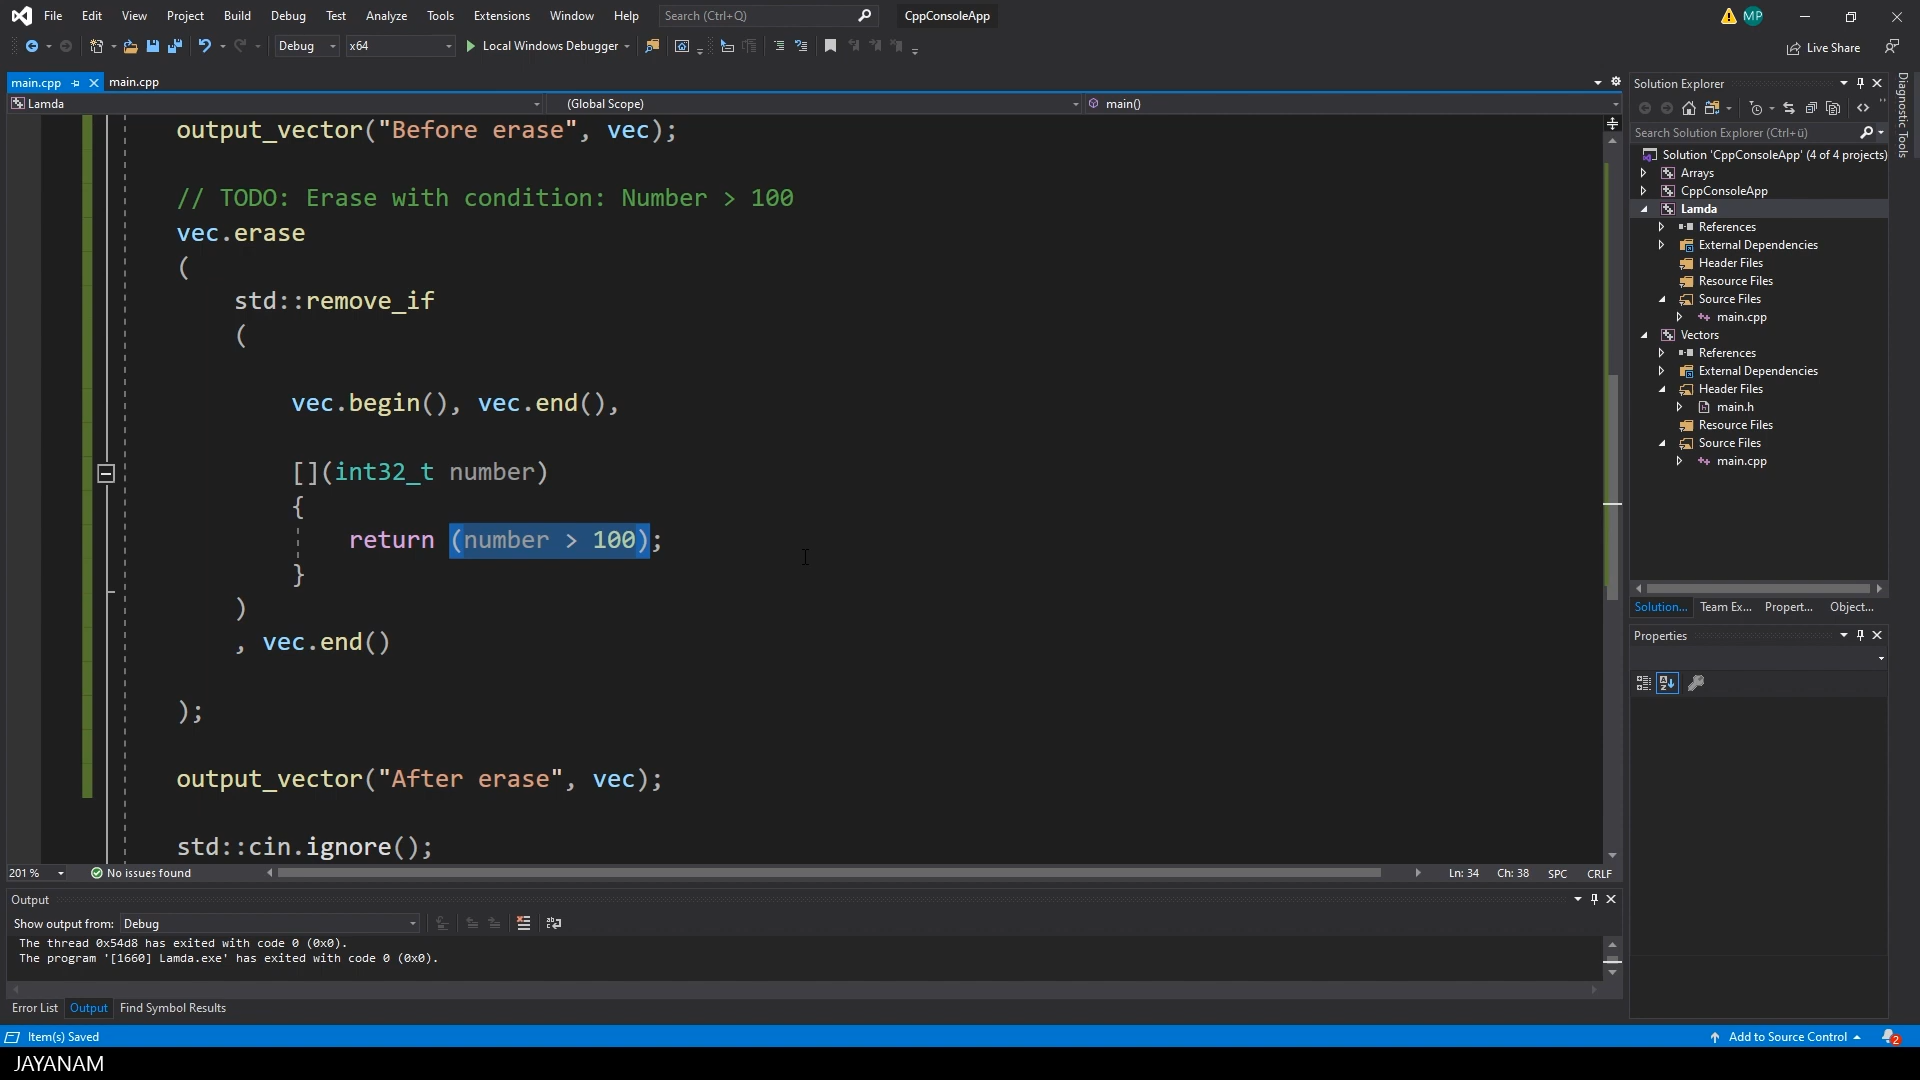 File Edit View Project Build Debug Test Analyze Tools Extensions Window Help Search (Ctrl+Q) CppConsoleApp MP
Debug x64 Local Windows Debugger Live Share
main.cpp main.cpp
Lamda (Global Scope) main()
output_vector("Before erase", vec);
// TODO: Erase with condition: Number > 100
vec.erase
(
std::remove_if
(
vec.begin(), vec.end(),
[](int32_t number)
{
return (number > 100);
}
)
, vec.end()
);
output_vector("After erase", vec);
std::cin.ignore();
201 % No issues found Ln: 34 Ch: 38 SPC CRLF
Output
Show output from: Debug
The thread 0x54d8 has exited with code 0 (0x0).
The program '[1660] Lamda.exe' has exited with code 0 (0x0).
Error List Output Find Symbol Results
Solution Explorer
Search Solution Explorer (Ctrl+ü)
Solution 'CppConsoleApp' (4 of 4 projects)
Arrays
CppConsoleApp
Lamda
References
External Dependencies
Header Files
Resource Files
Source Files
main.cpp
Vectors
References
External Dependencies
Header Files
main.h
Resource Files
Source Files
main.cpp
Solution... Team Ex... Propert... Object...
Properties
Diagnostic Tools
Item(s) Saved Add to Source Control 2
JAYANAM